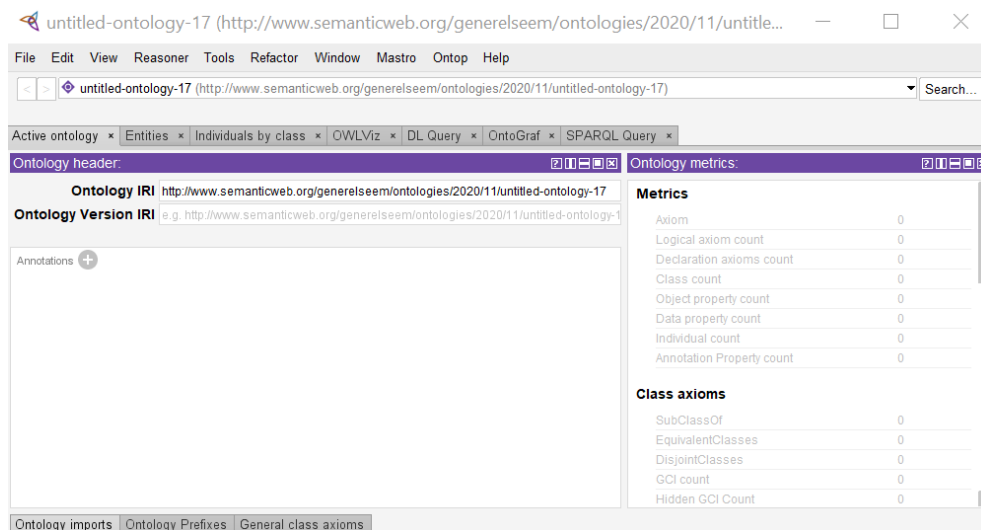 untitled-ontology-17 (http://www.semanticweb.org/generelseem/ontologies/2020/11/untitle...
File Edit View Reasoner Tools Refactor Window Mastro Ontop Help
< > untitled-ontology-17 (http://www.semanticweb.org/generelseem/ontologies/2020/11/untitled-ontology-17) Search...
Active ontology × Entities × Individuals by class × OWLViz × DL Query × OntoGraf × SPARQL Query ×
Ontology header:
Ontology IRI http://www.semanticweb.org/generelseem/ontologies/2020/11/untitled-ontology-17
Ontology Version IRI e.g. http://www.semanticweb.org/generelseem/ontologies/2020/11/untitled-ontology-1
Annotations
Ontology metrics:
Metrics
Axiom 0
Logical axiom count 0
Declaration axioms count 0
Class count 0
Object property count 0
Data property count 0
Individual count 0
Annotation Property count 0
Class axioms
SubClassOf 0
EquivalentClasses 0
DisjointClasses 0
GCI count 0
Hidden GCI Count 0
Ontology imports Ontology Prefixes General class axioms